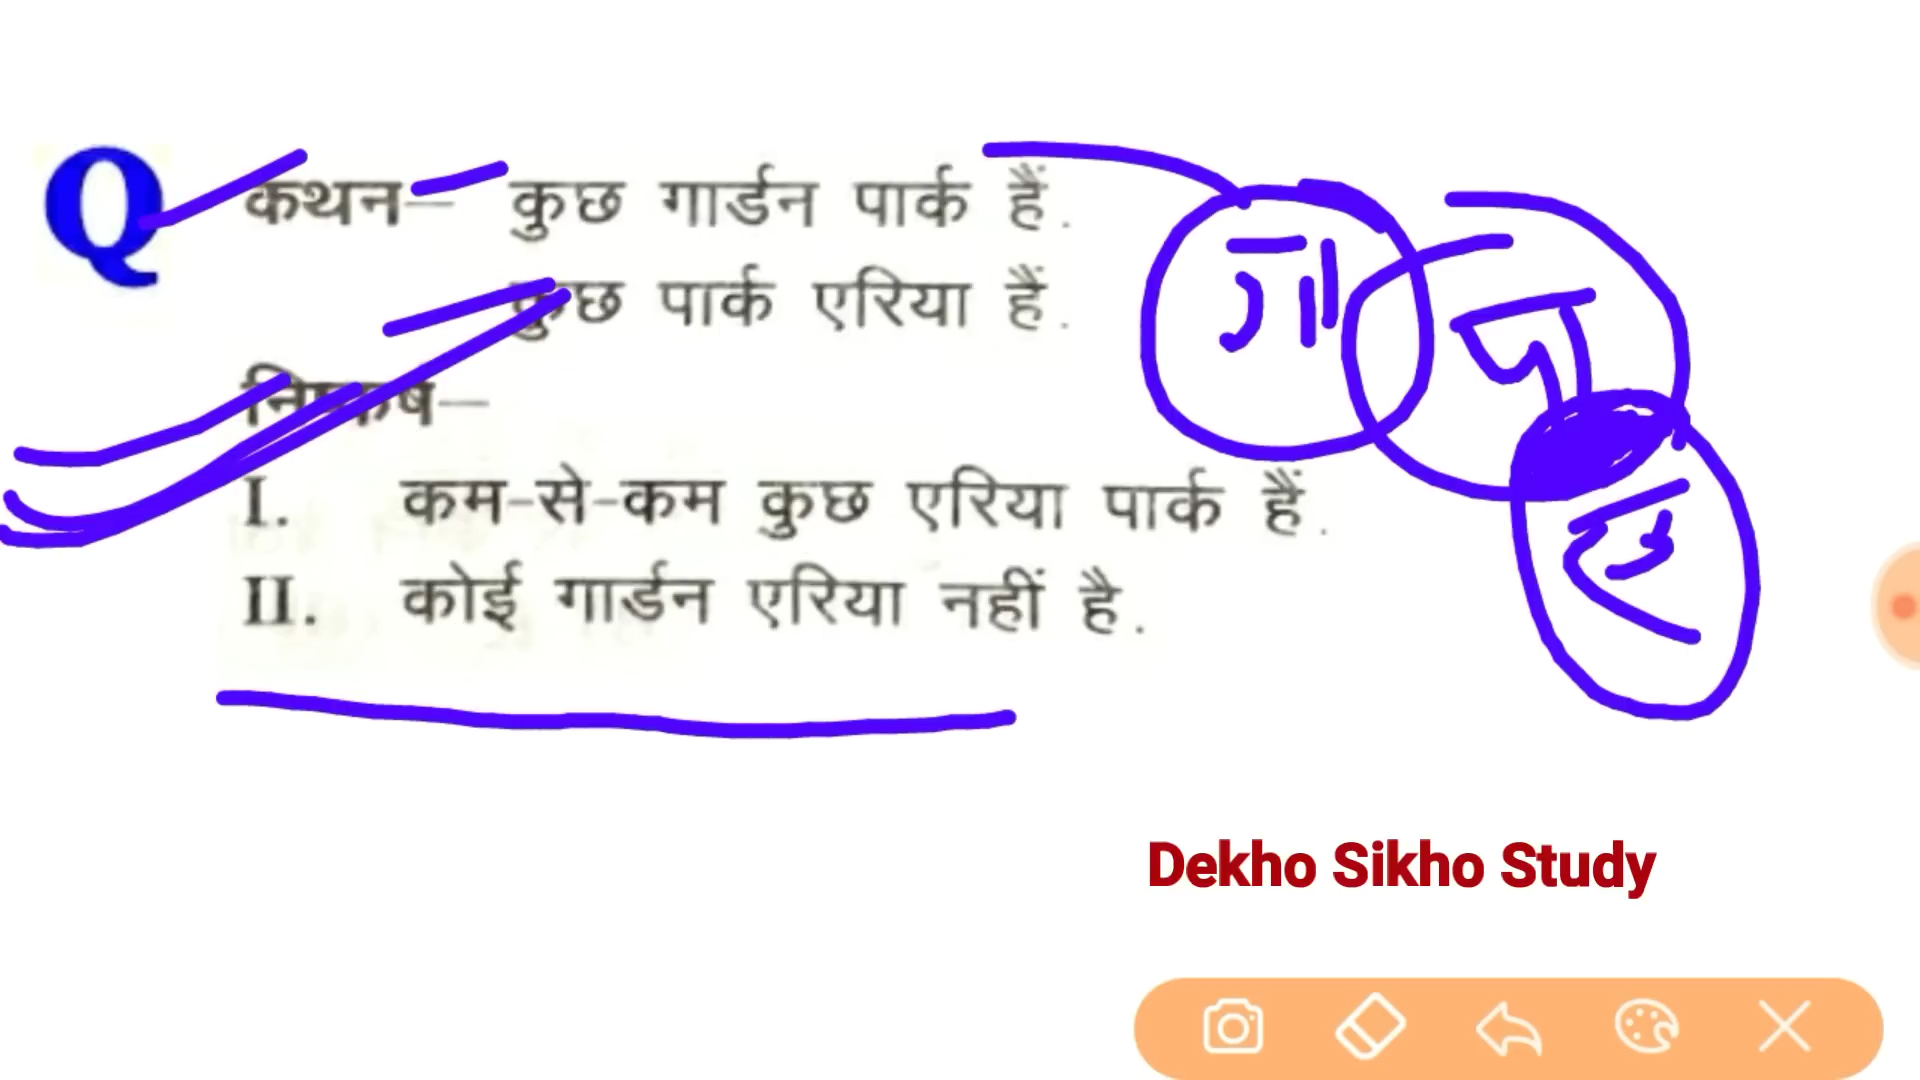 Q कथन– कुछ गार्डन पार्क हैं.
कुछ पार्क एरिया हैं.
निष्कर्ष–
I. कम-से-कम कुछ एरिया पार्क हैं.
II. कोई गार्डन एरिया नहीं है.
गा
पा
ए
Dekho Sikho Study